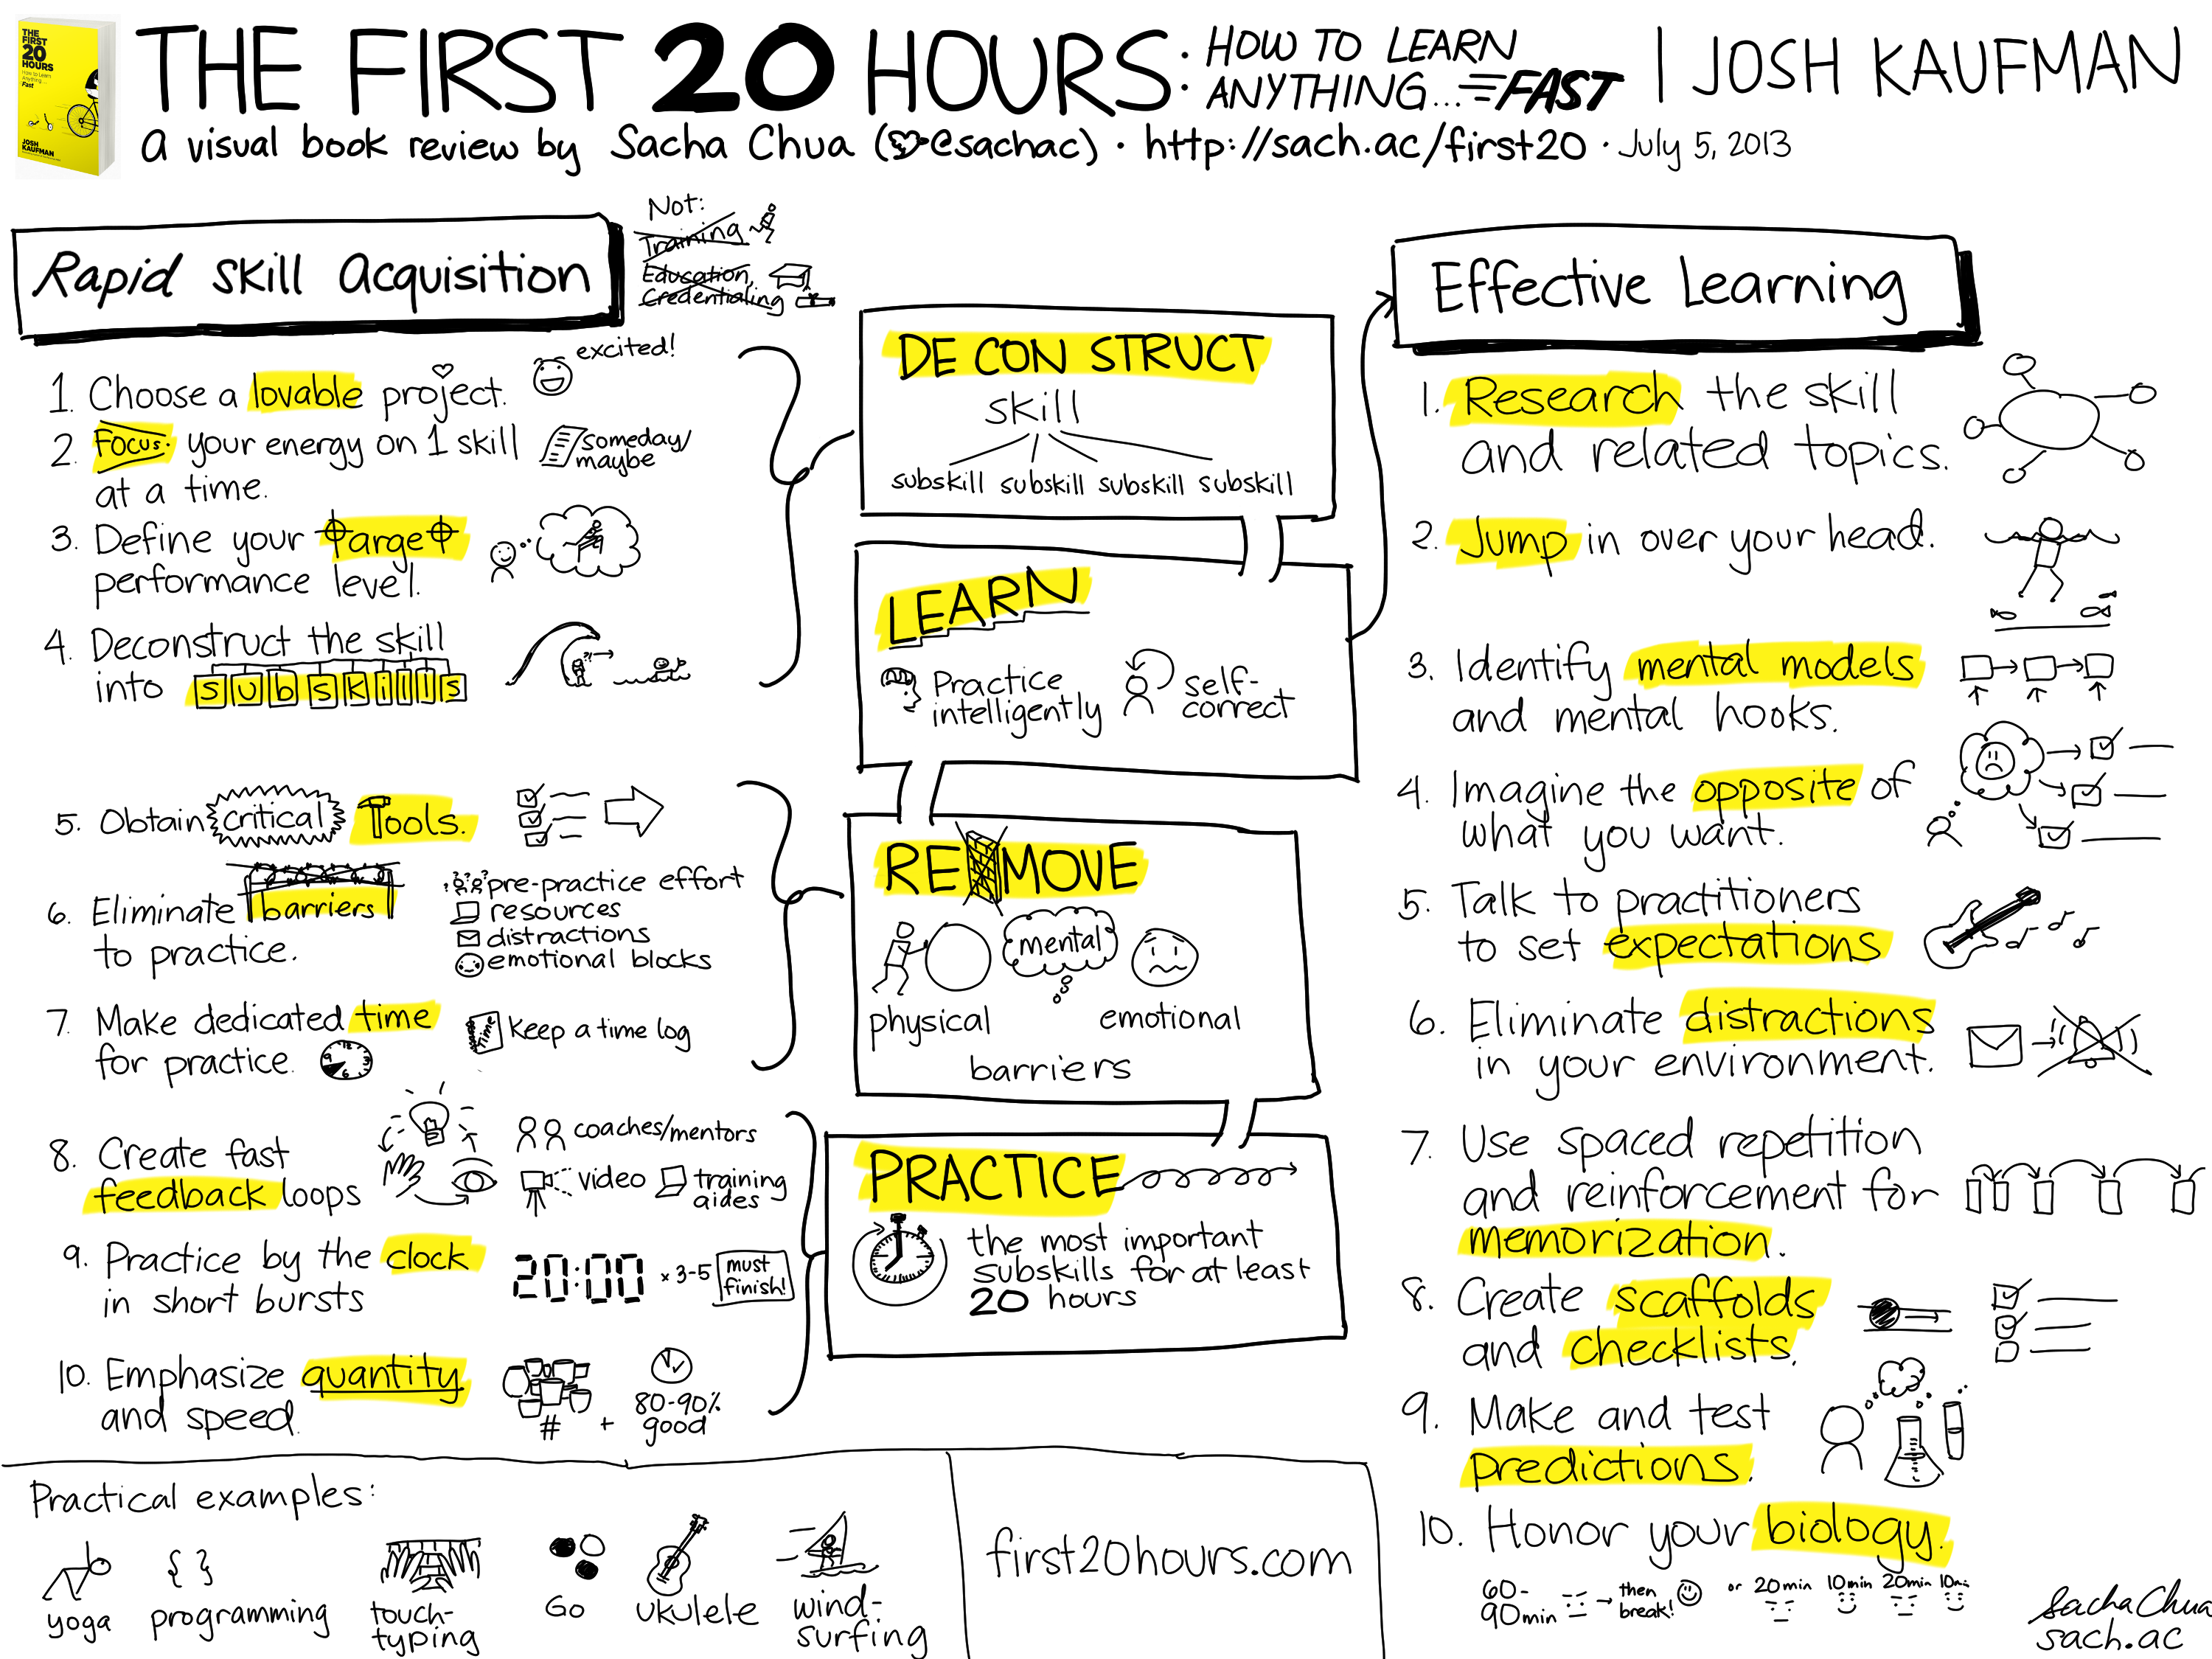 THE FIRST 20 HOURS: HOW TO LEARN
ANYTHING... FAST | JOSH KAUFMAN
a visual book review by Sacha Chua (@sachac) • http://sach.ac/first20 • July 5, 2013
THE
FIRST
20
HOURS
How to Learn
Anything ...
Fast
JOSH
KAUFMAN
Rapid Skill Acquisition
Not:
Training
Education,
Credentialing
1. Choose a lovable project.
excited!
2. Focus your energy on 1 skill
at a time.
someday/
maybe
3. Define your target
performance level.
4. Deconstruct the skill
into subskills
5. Obtain critical Tools.
6. Eliminate barriers
to practice.
pre-practice effort
resources
distractions
emotional blocks
7. Make dedicated time
for practice.
Time
Keep a time log
8. Create fast
feedback loops
coaches/mentors
video
training
aides
9. Practice by the clock
in short bursts
20:00 x 3-5
must
finish!
10. Emphasize quantity
and speed.
# +
80-90%
good
DECONSTRUCT
skill
subskill subskill subskill subskill
LEARN
Practice
intelligently
self-
correct
REMOVE
mental
physical
emotional
barriers
PRACTICE
the most important
subskills for at least
20 hours
Effective Learning
1. Research the skill
and related topics.
2. Jump in over your head.
3. Identify mental models
and mental hooks.
4. Imagine the opposite of
what you want.
5. Talk to practitioners
to set expectations
6. Eliminate distractions
in your environment.
7. Use spaced repetition
and reinforcement for
memorization.
8. Create scaffolds
and checklists.
9. Make and test
predictions.
10. Honor your biology.
60-
90min
then
break!
or 20min 10min 20min 10min
Practical examples:
yoga
programming
touch-
typing
Go
ukulele
wind-
surfing
first20hours.com
Sacha Chua
sach.ac